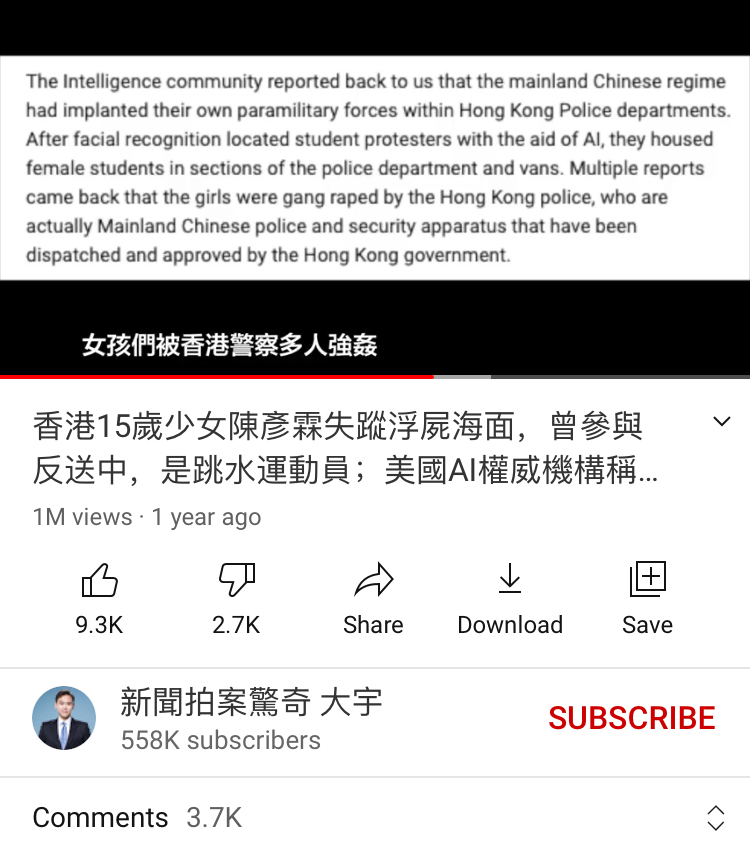 The Intelligence community reported back to us that the mainland Chinese regime
had implanted their own paramilitary forces within Hong Kong Police departments.
After facial recognition located student protesters with the aid of AI, they housed
female students in sections of the police department and vans. Multiple reports
came back that the girls were gang raped by the Hong Kong police, who are
actually Mainland Chinese police and security apparatus that have been
dispatched and approved by the Hong Kong government.
女孩們被香港警察多人強姦
香港15歲少女陳彥霖失蹤浮屍海面，曾參與
反送中，是跳水運動員；美國AI權威機構稱...
1M views · 1 year ago
9.3K 2.7K Share Download Save
新聞拍案驚奇 大宇
558K subscribers
SUBSCRIBE
Comments 3.7K